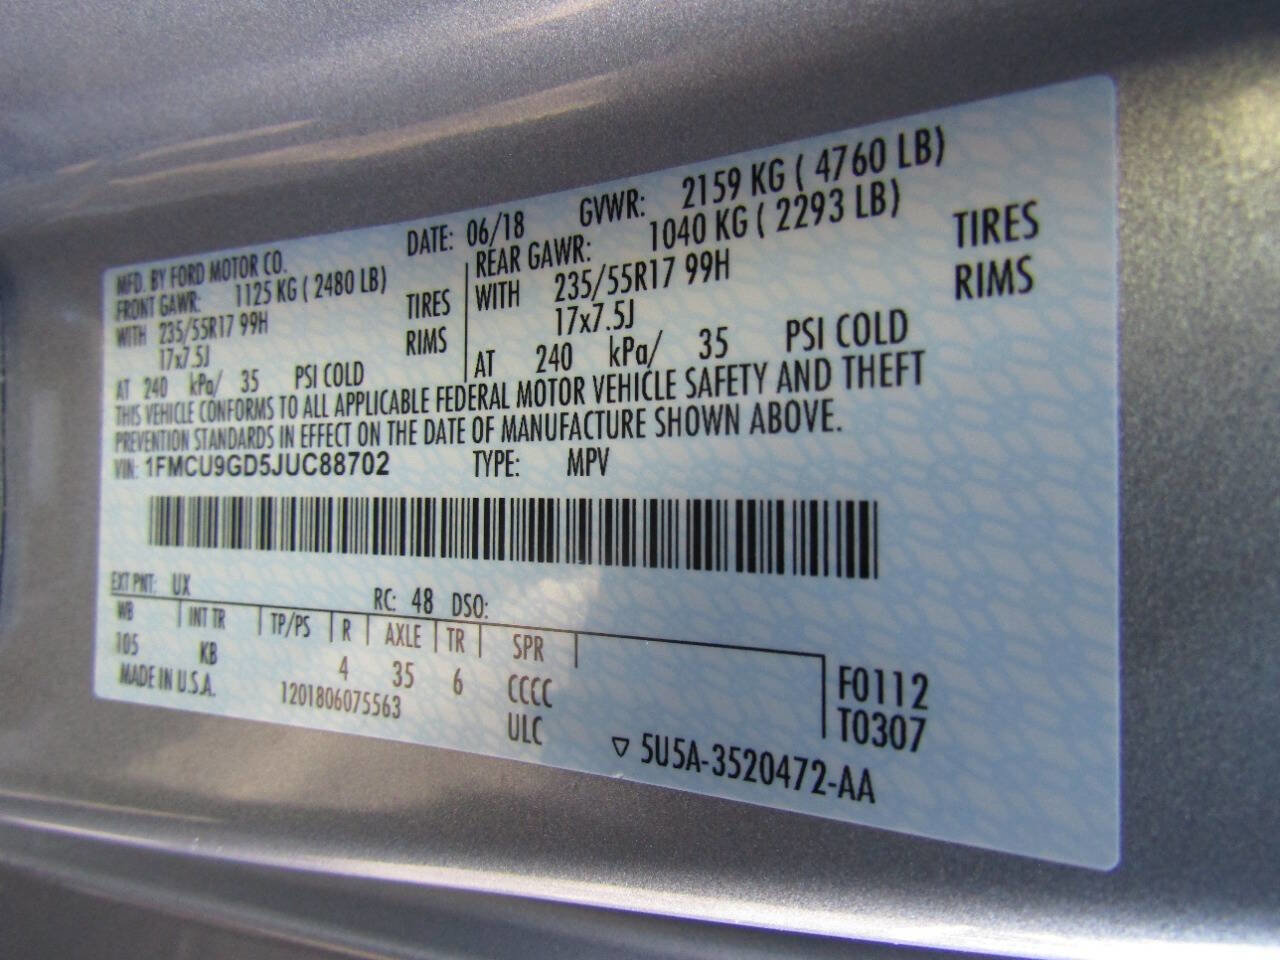 MFD. BY FORD MOTOR CO. DATE: 06/18 GVWR: 2159 KG ( 4760 LB)
FRONT GAWR: 1125 KG ( 2480 LB) REAR GAWR: 1040 KG ( 2293 LB)
WITH 235/55R17 99H TIRES WITH 235/55R17 99H TIRES
17x7.5J RIMS 17x7.5J RIMS
AT 240 kPa/ 35 PSI COLD AT 240 kPa/ 35 PSI COLD
THIS VEHICLE CONFORMS TO ALL APPLICABLE FEDERAL MOTOR VEHICLE SAFETY AND THEFT
PREVENTION STANDARDS IN EFFECT ON THE DATE OF MANUFACTURE SHOWN ABOVE.
VIN: 1FMCU9GD5JUC88702 TYPE: MPV
EXT PNT: UX RC: 48 DSO:
WB INT TR TP/PS R AXLE TR SPR
105 KB 4 35 6 CCCC F0112
MADE IN U.S.A. 1201806075563 ULC T0307
▽ 5U5A-3520472-AA